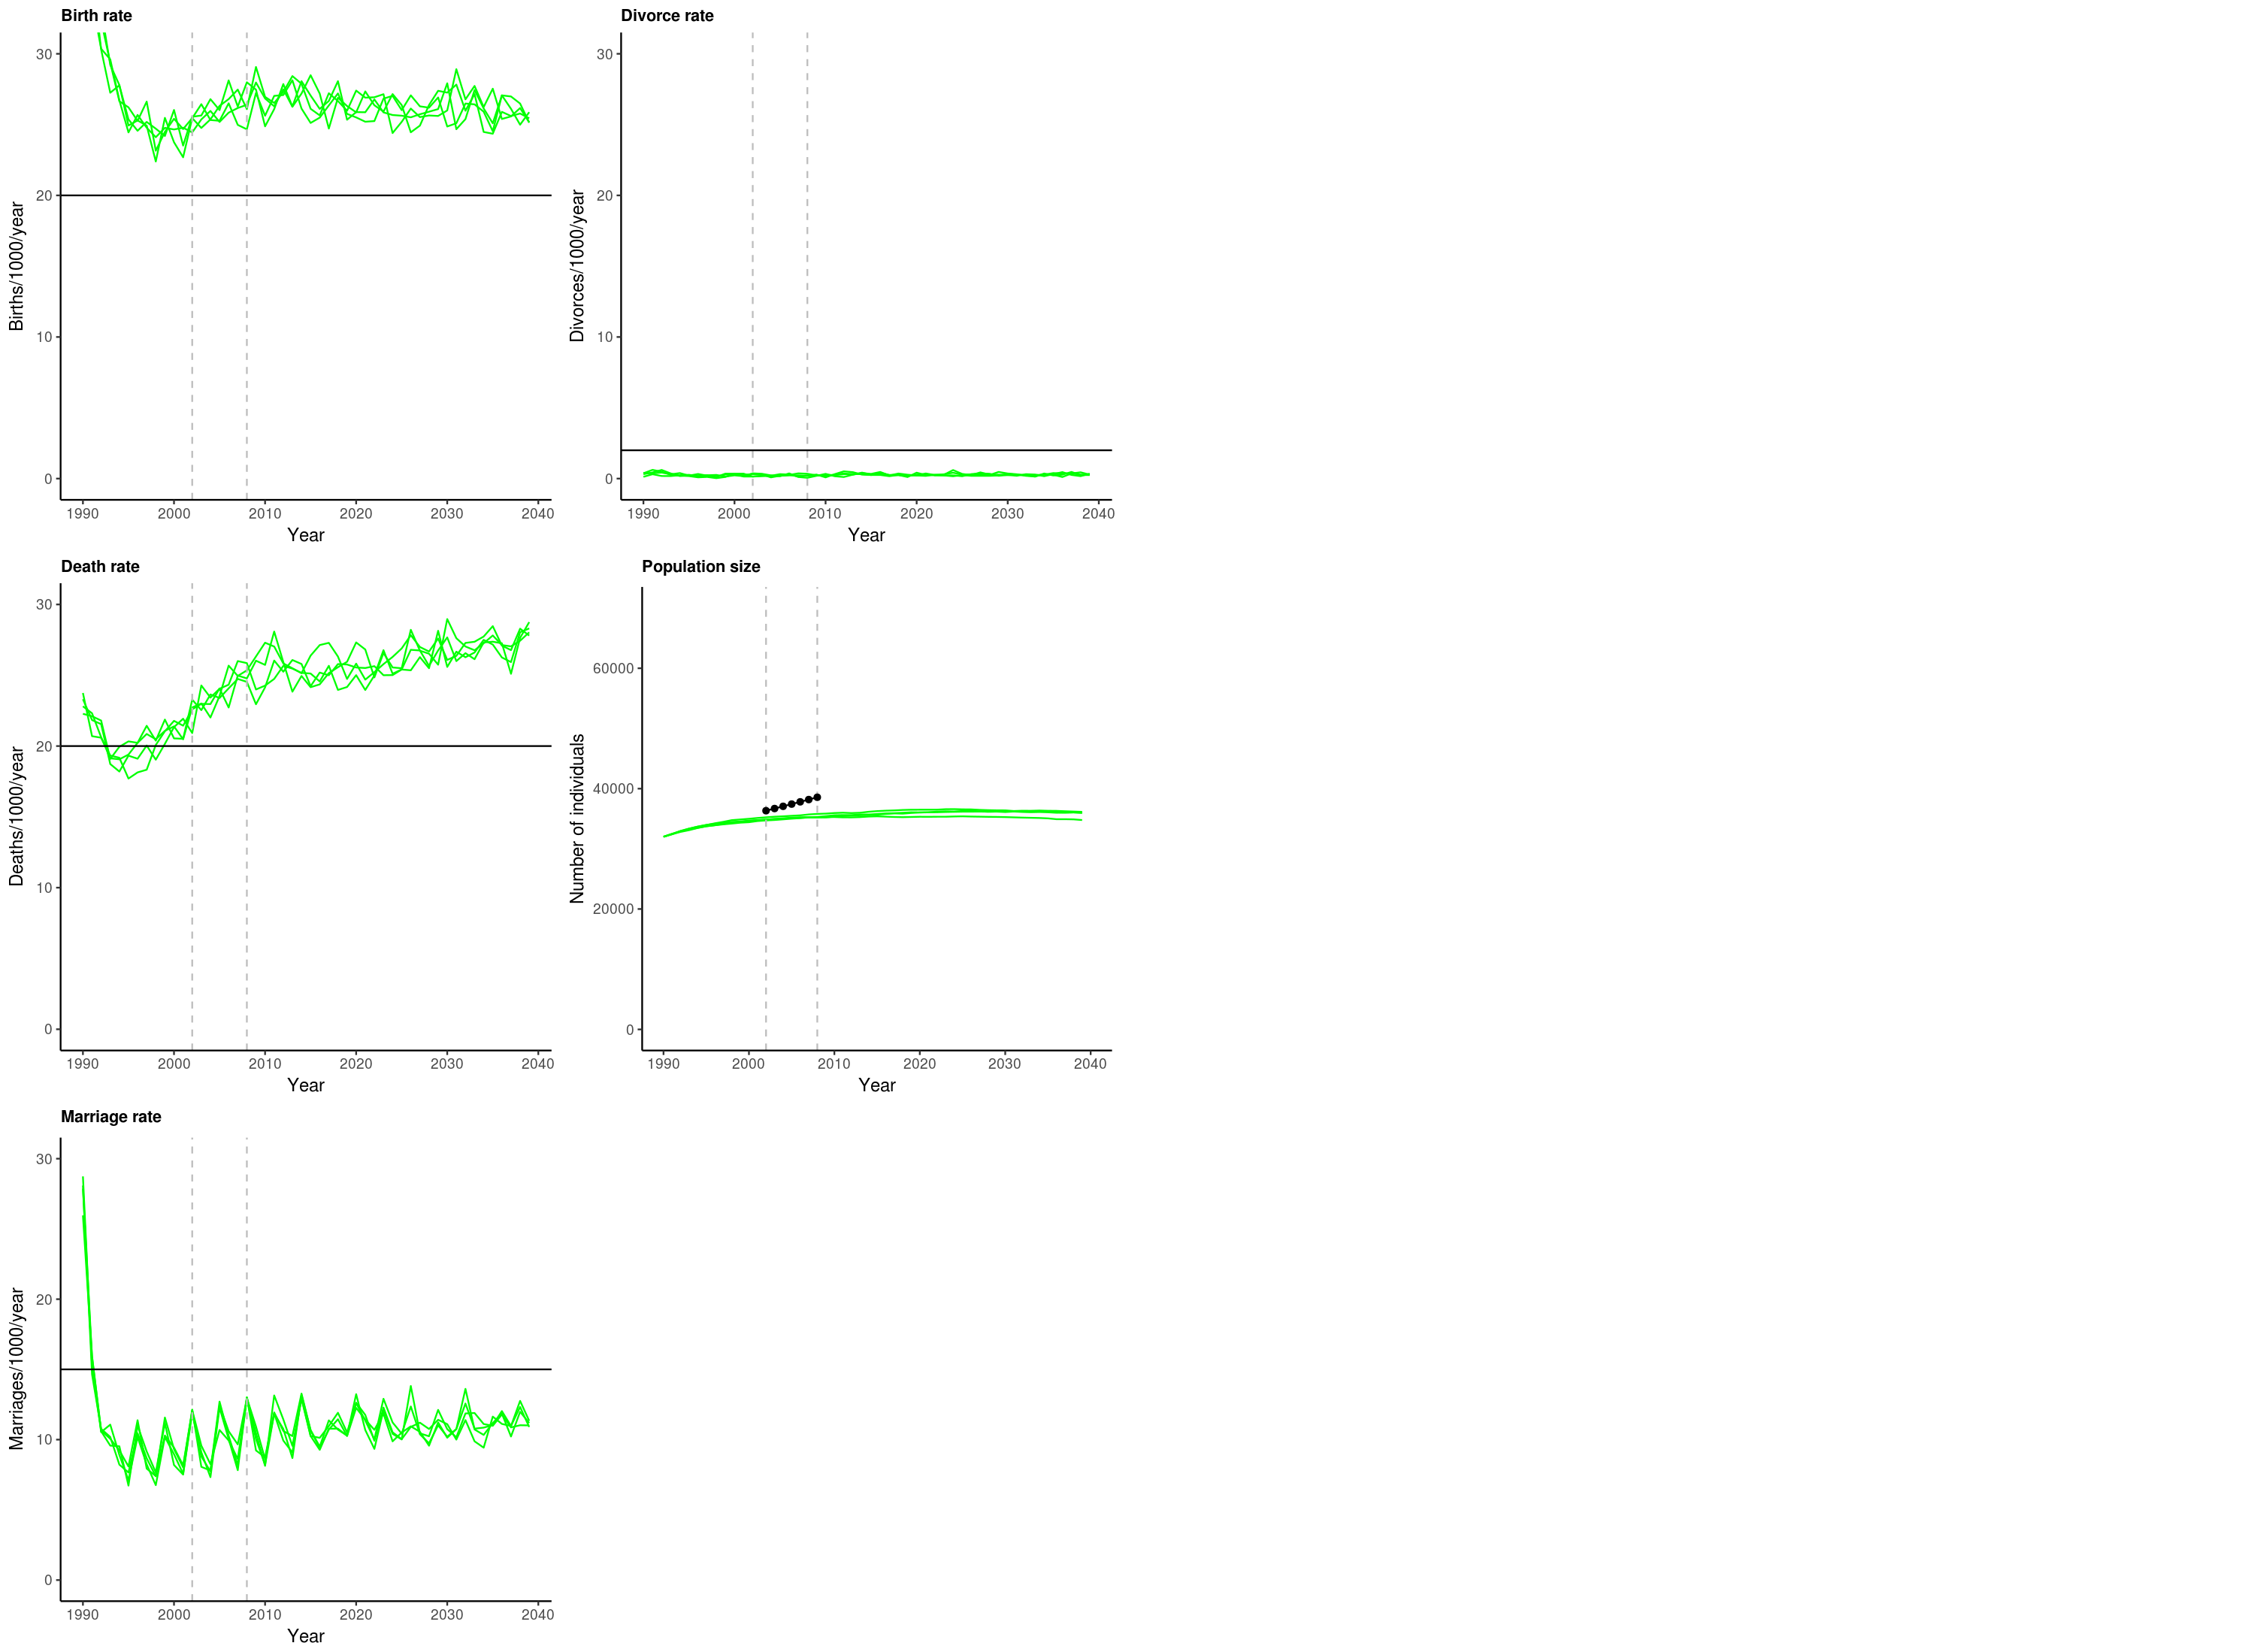 Birth rate
Births/1000/year
30
20
10
0
1990 2000 2010 2020 2030 2040
Year
Divorce rate
Divorces/1000/year
30
20
10
0
1990 2000 2010 2020 2030 2040
Year
Death rate
Deaths/1000/year
30
20
10
0
1990 2000 2010 2020 2030 2040
Year
Population size
Number of individuals
60000
40000
20000
0
1990 2000 2010 2020 2030 2040
Year
Marriage rate
Marriages/1000/year
30
20
10
0
1990 2000 2010 2020 2030 2040
Year